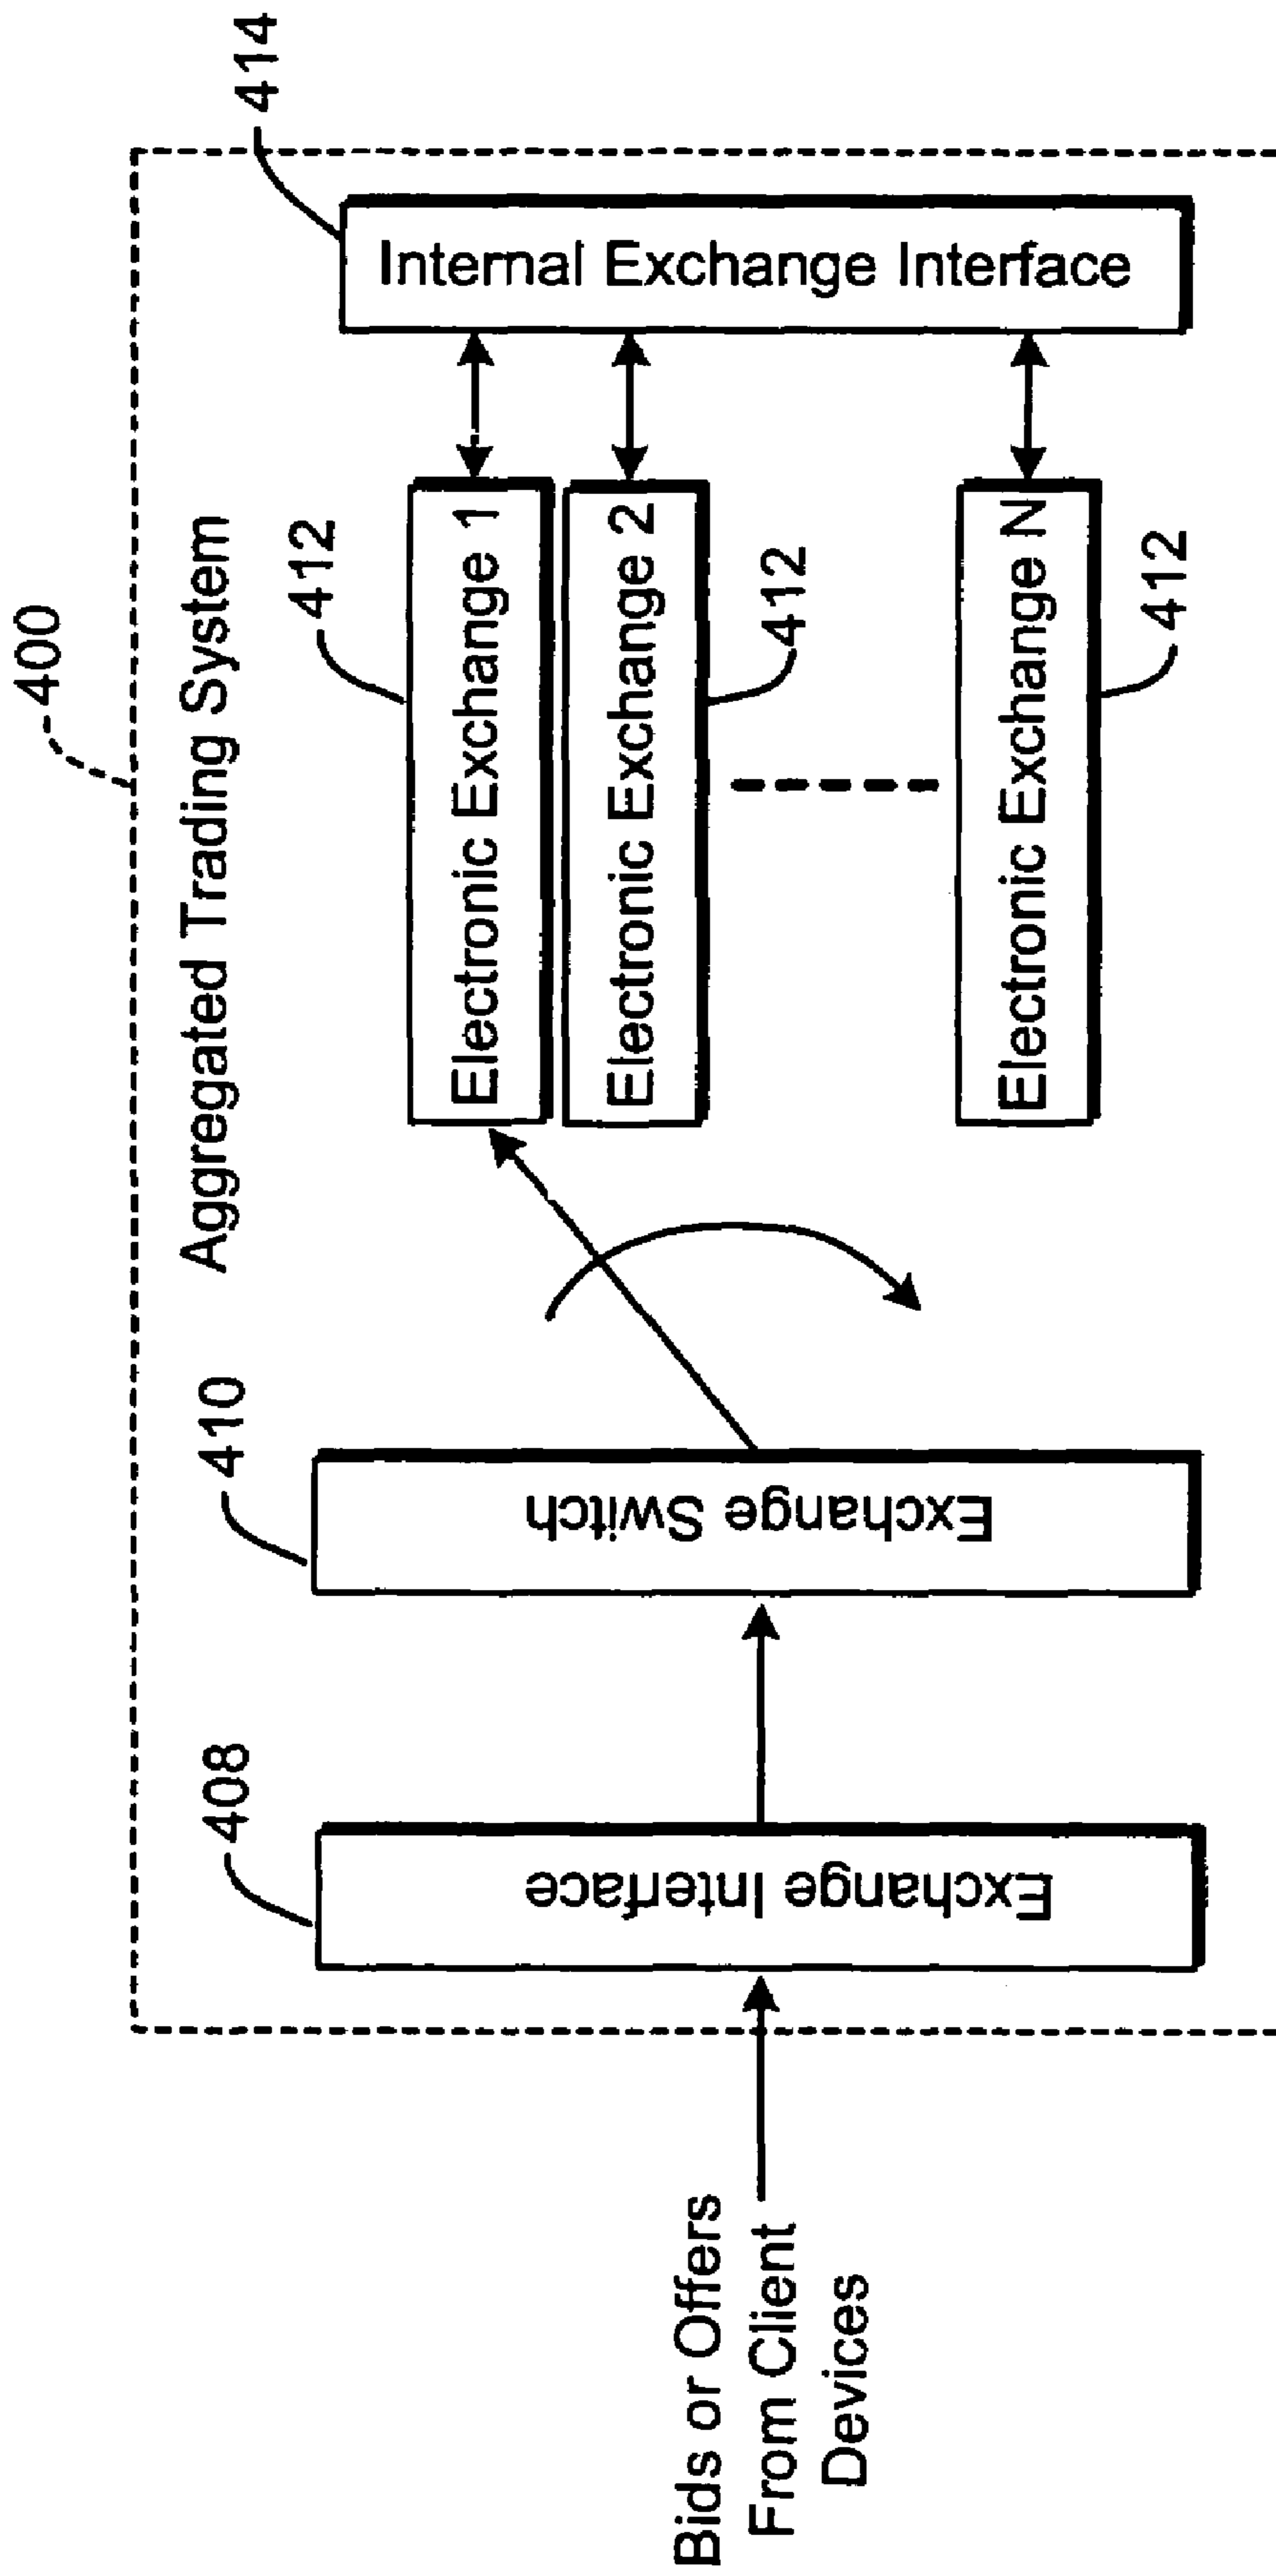 400
Aggregated Trading System
Bids or Offers
From Client
Devices
408
Exchange Interface
410
Exchange Switch
412
Electronic Exchange 1
Electronic Exchange 2
412
Electronic Exchange N
412
414
Internal Exchange Interface